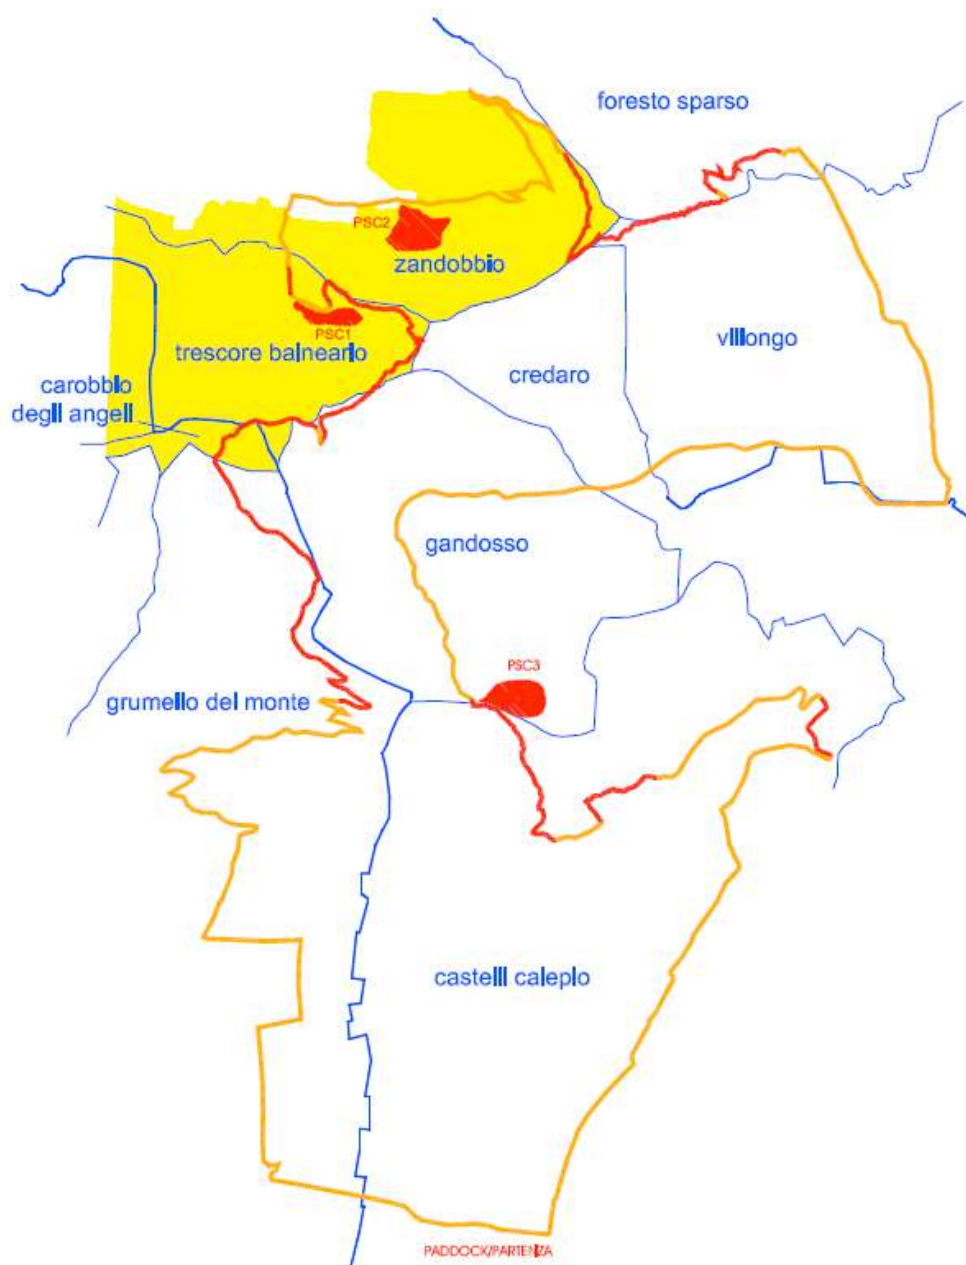 foresto sparso
PSC2
zandobbio
PSC1
trescore balneario
villongo
credaro
carobbio
degli angeli
gandosso
PSC3
grumello del monte
castelli calepio
PADDOCK/PARTENZA